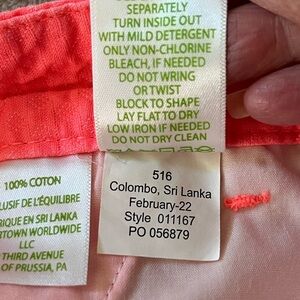 SEPARATELY
TURN INSIDE OUT
WITH MILD DETERGENT
ONLY NON-CHLORINE
BLEACH, IF NEEDED
DO NOT WRING
OR TWIST
BLOCK TO SHAPE
LAY FLAT TO DRY
LOW IRON IF NEEDED
DO NOT DRY CLEAN
100% COTON
LUSIF DE L'ÉQUILIBRE
RIQUE EN SRI LANKA
RTOWN WORLDWIDE
LLC
THIRD AVENUE
OF PRUSSIA, PA
516
Colombo, Sri Lanka
February-22
Style 011167
PO 056879